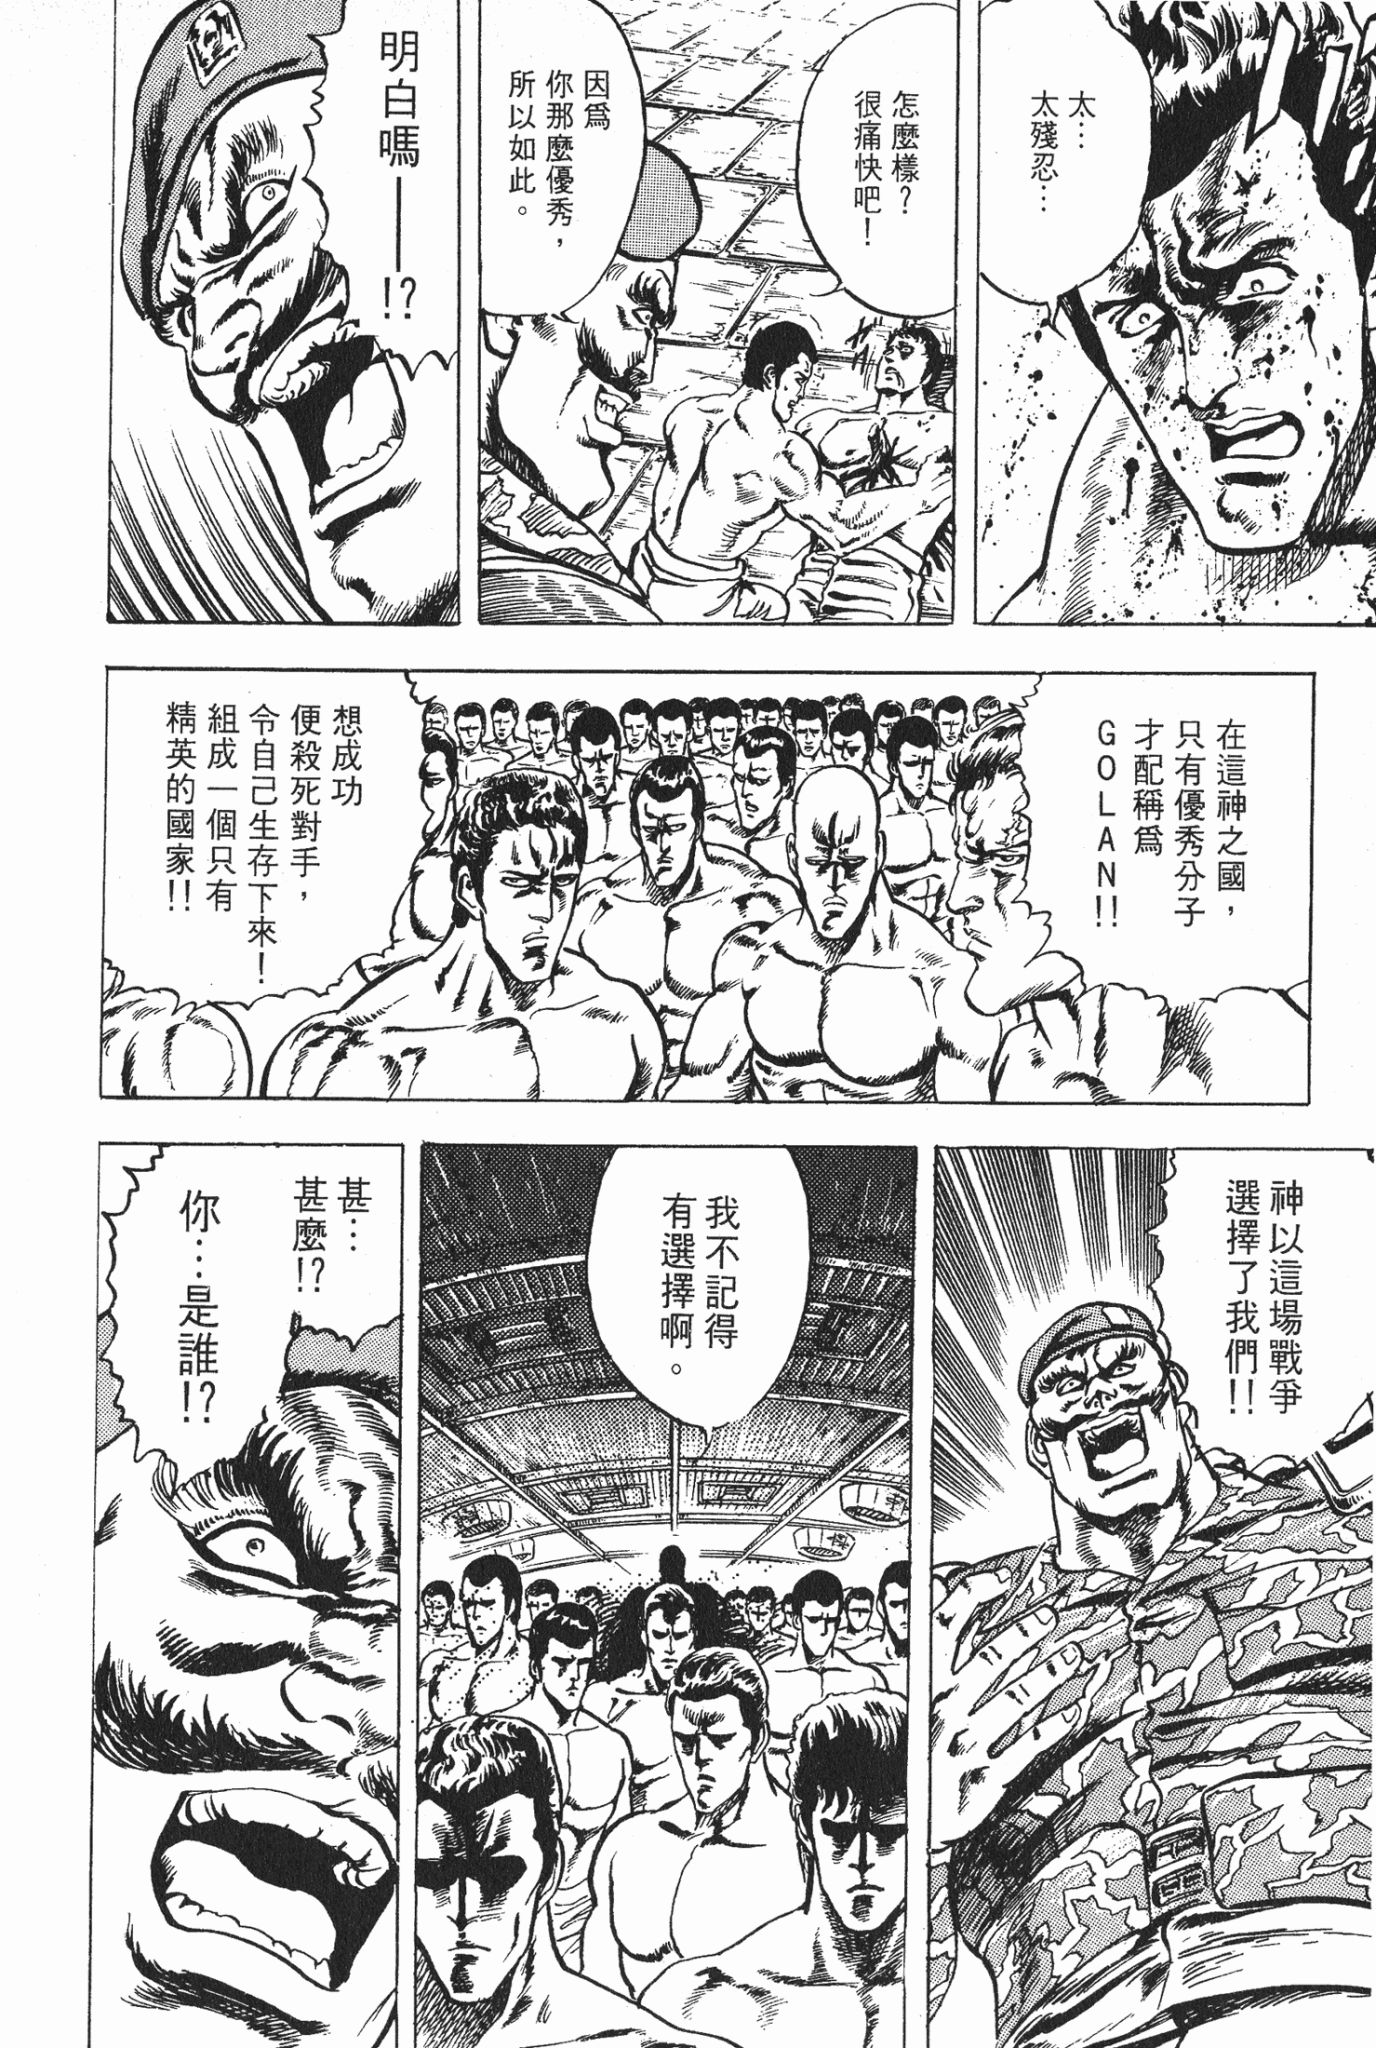 太…
太殘忍…
怎麼樣？
很痛快吧！
因爲
你那麼優秀，
所以如此。
明白嗎——!?
在這神之國，
只有優秀分子
才配稱爲
GOLAN!!
想成功
便殺死對手，
令自己生存下來！
組成一個只有
精英的國家!!
神以這場戰爭
選擇了我們!!
我不記得
有選擇啊。
甚…
甚麼!?
你…是誰!?